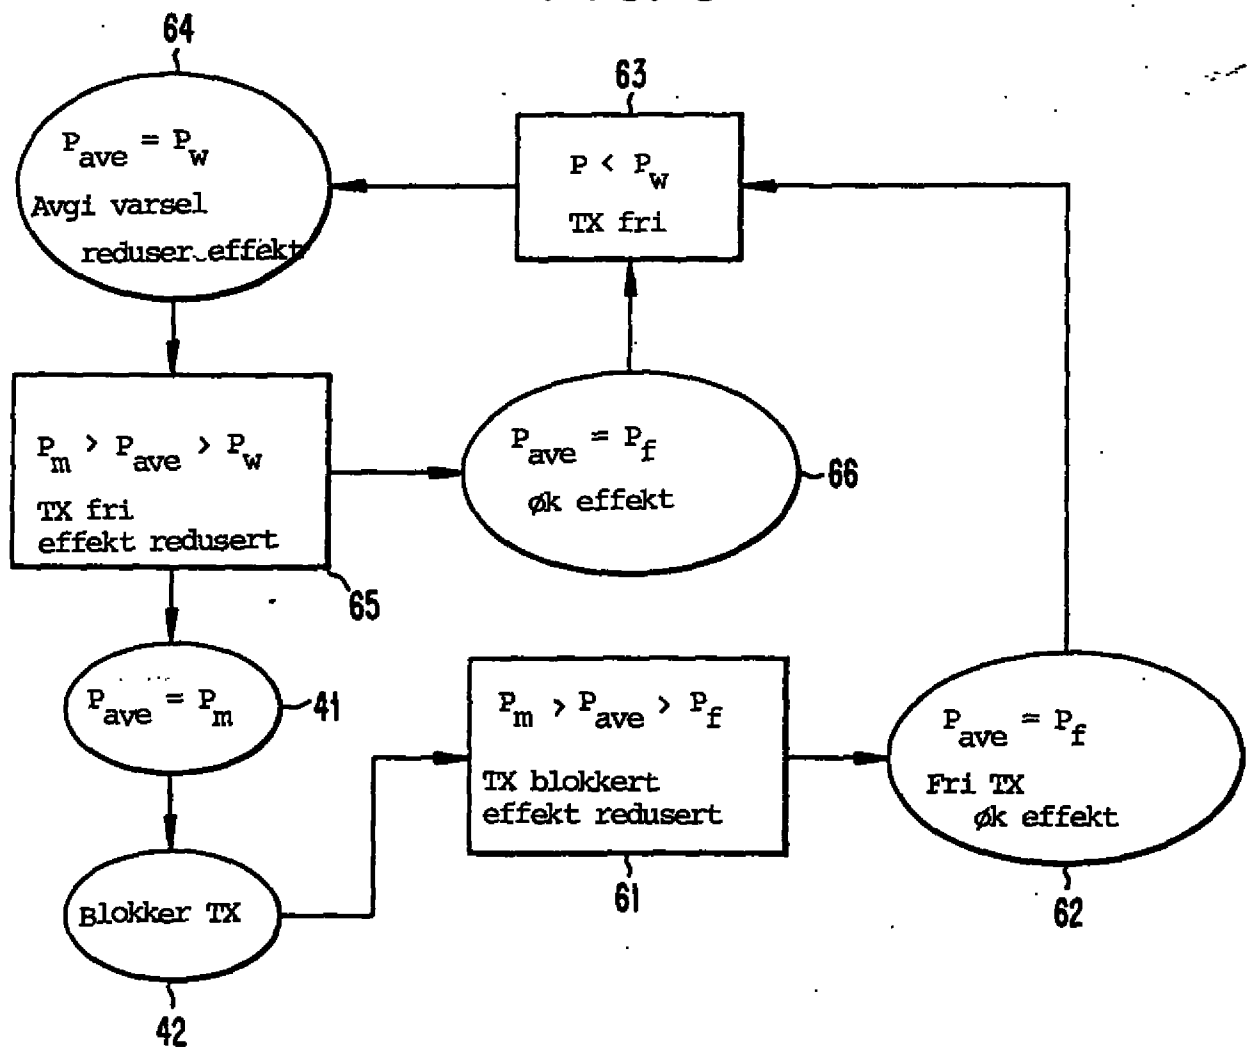 64
P_ave = P_w
Avgi varsel
reduser effekt
63
P < P_w
TX fri
P_m > P_ave > P_w
TX fri
effekt redusert
65
P_ave = P_f
øk effekt
66
P_ave = P_m
41
Blokker TX
42
P_m > P_ave > P_f
TX blokkert
effekt redusert
61
P_ave = P_f
Fri TX
øk effekt
62